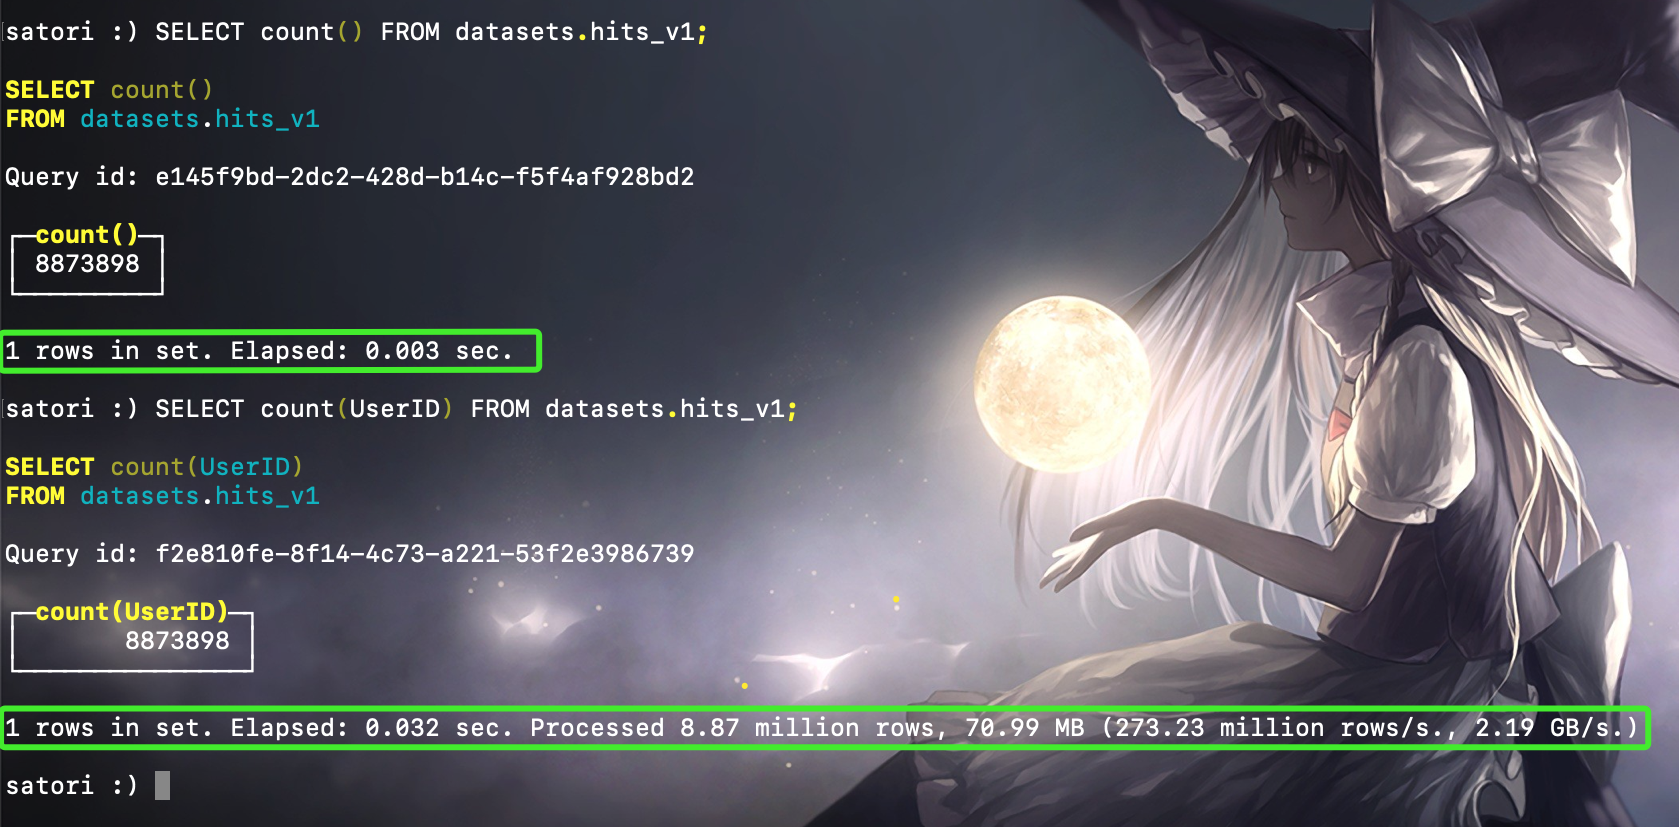 satori :) SELECT count() FROM datasets.hits_v1;
SELECT count()
FROM datasets.hits_v1
Query id: e145f9bd-2dc2-428d-b14c-f5f4af928bd2
count()
8873898
1 rows in set. Elapsed: 0.003 sec.
satori :) SELECT count(UserID) FROM datasets.hits_v1;
SELECT count(UserID)
FROM datasets.hits_v1
Query id: f2e810fe-8f14-4c73-a221-53f2e3986739
count(UserID)
8873898
1 rows in set. Elapsed: 0.032 sec. Processed 8.87 million rows, 70.99 MB (273.23 million rows/s., 2.19 GB/s.)
satori :)